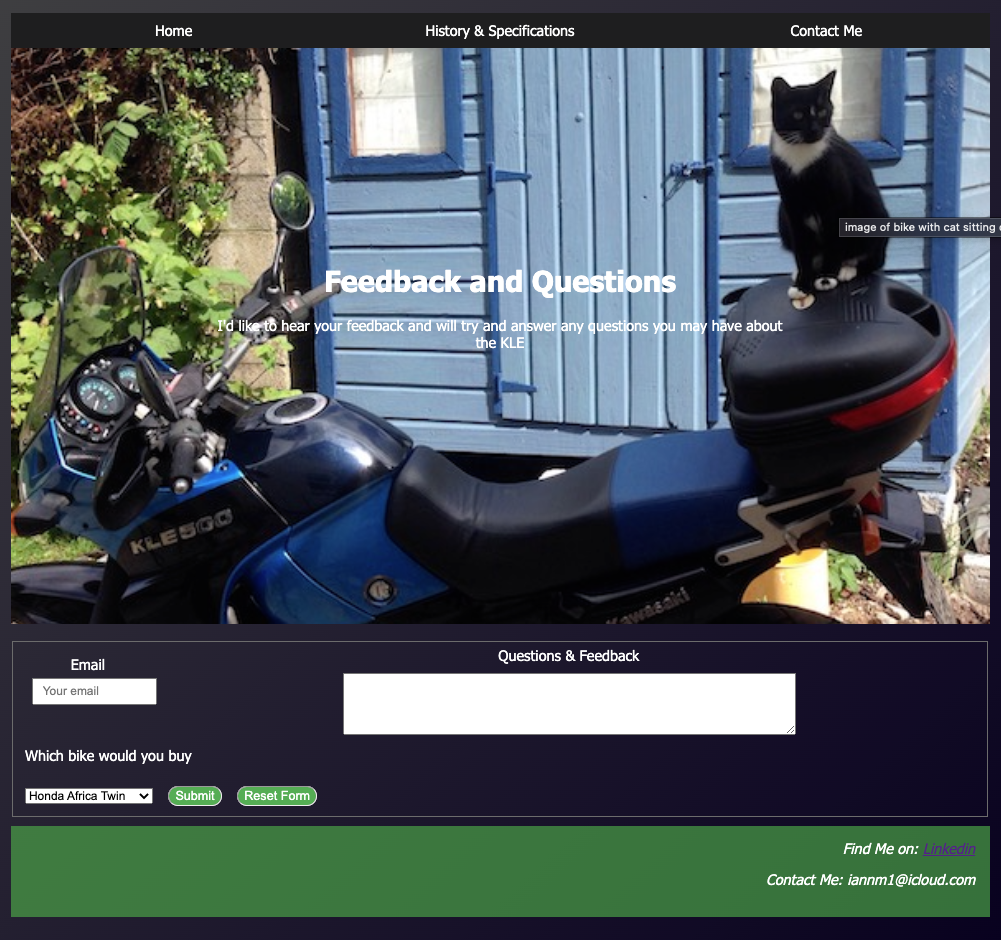 Home
History & Specifications
Contact Me
image of bike with cat sitting
Feedback and Questions
I'd like to hear your feedback and will try and answer any questions you may have about
the KLE
KLE500
Kawasaki
Email
Questions & Feedback
Your email
Which bike would you buy
Honda Africa Twin
Submit
Reset Form
Find Me on: Linkedin
Contact Me: iannm1@icloud.com